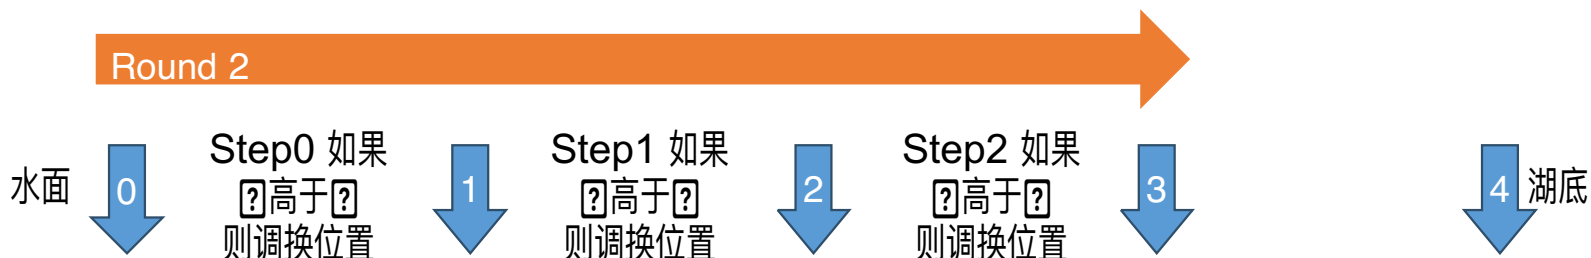 Round 2
水面
0
Step0 如果
⍰高于⍰
则调换位置
1
Step1 如果
⍰高于⍰
则调换位置
2
Step2 如果
⍰高于⍰
则调换位置
3
4
湖底